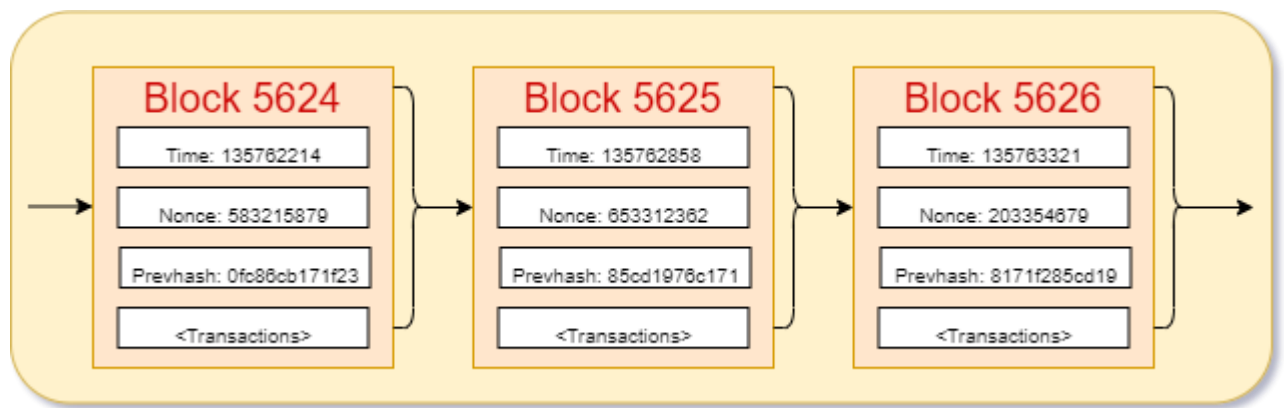 Block 5624
Time: 135762214
Nonce: 583215879
Prevhash: 0fc86cb171f23
<Transactions>
Block 5625
Time: 135762858
Nonce: 653312362
Prevhash: 85cd1976c171
<Transactions>
Block 5626
Time: 135763321
Nonce: 203354679
Prevhash: 8171f285cd19
<Transactions>